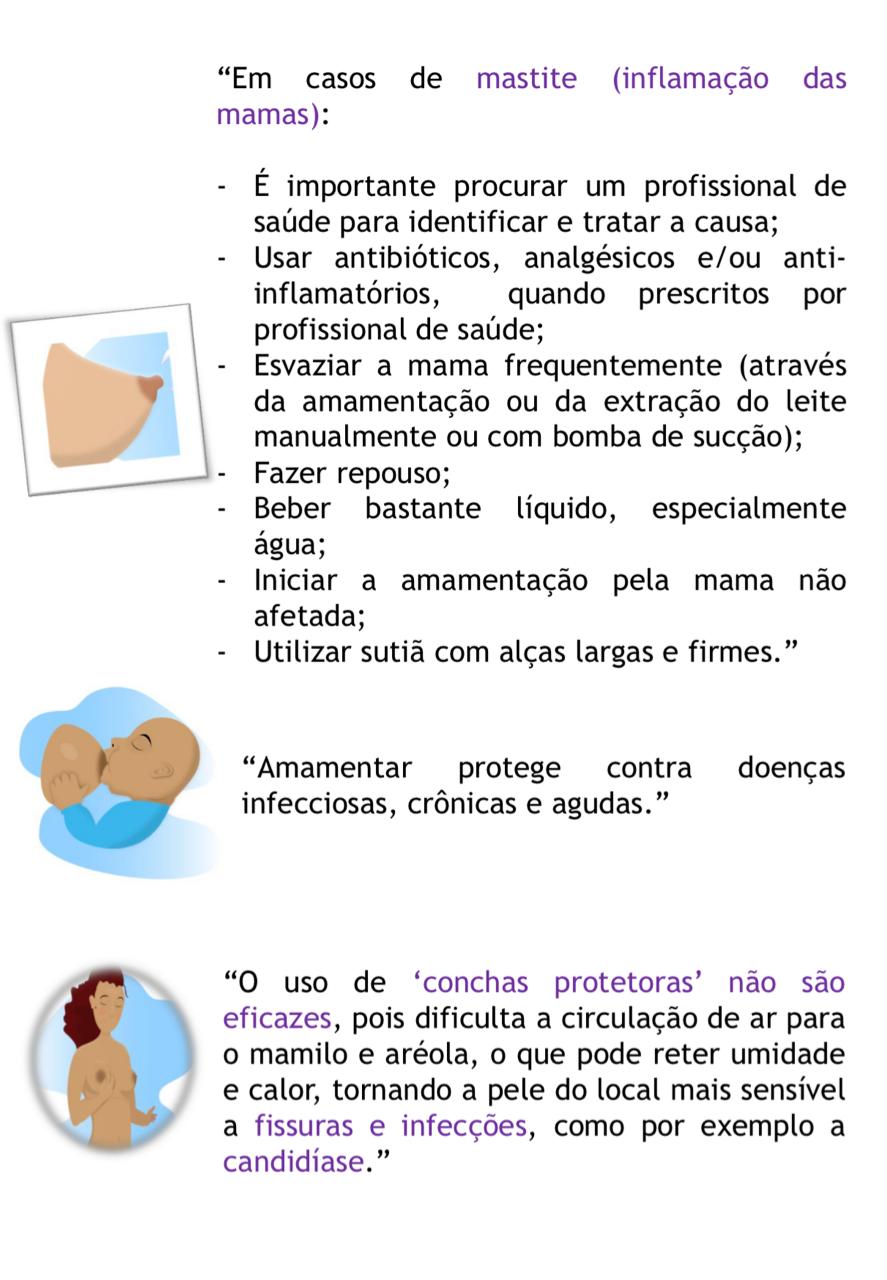 “Em casos de mastite (inflamação das
mamas):
- É importante procurar um profissional de
saúde para identificar e tratar a causa;
- Usar antibióticos, analgésicos e/ou anti-
inflamatórios, quando prescritos por
profissional de saúde;
- Esvaziar a mama frequentemente (através
da amamentação ou da extração do leite
manualmente ou com bomba de sucção);
- Fazer repouso;
- Beber bastante líquido, especialmente
água;
- Iniciar a amamentação pela mama não
afetada;
- Utilizar sutiã com alças largas e firmes.”
“Amamentar protege contra doenças
infecciosas, crônicas e agudas.”
“O uso de ‘conchas protetoras’ não são
eficazes, pois dificulta a circulação de ar para
o mamilo e aréola, o que pode reter umidade
e calor, tornando a pele do local mais sensível
a fissuras e infecções, como por exemplo a
candidíase.”